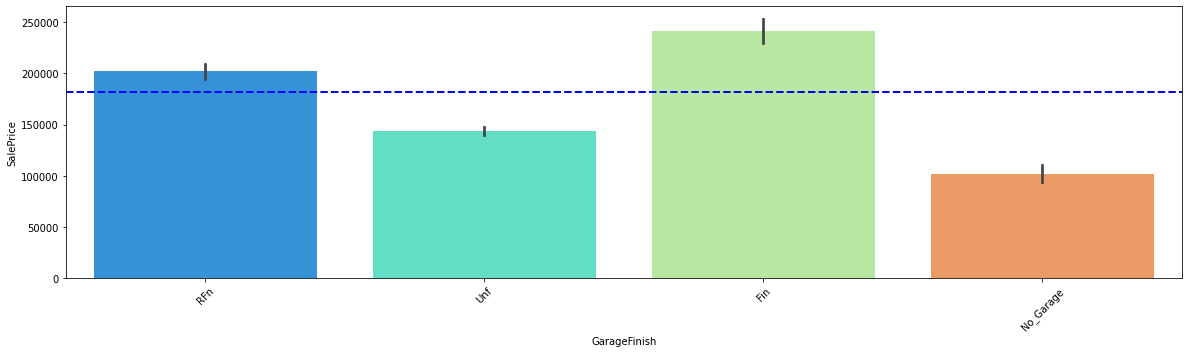 250000
200000
150000
100000
50000
0
SalePrice
RFn
Unf
Fin
No_Garage
GarageFinish